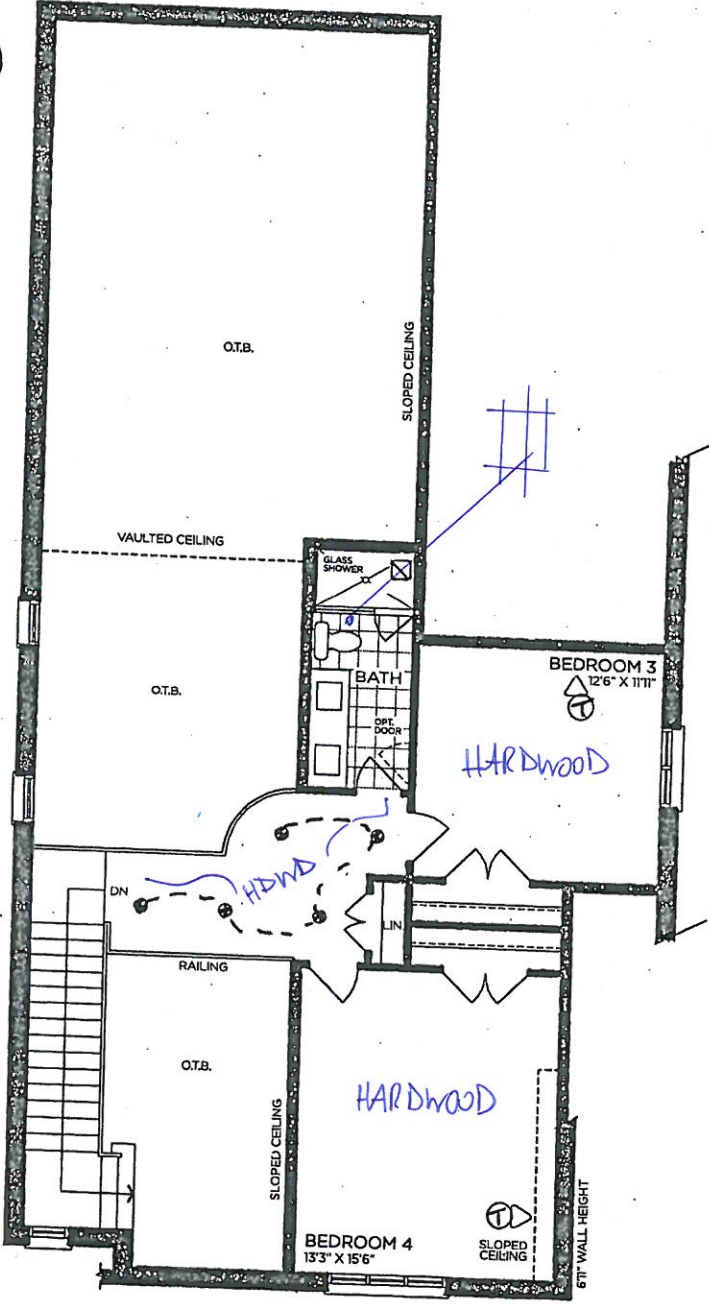 O.T.B.
SLOPED CEILING
VAULTED CEILING
GLASS
SHOWER
BEDROOM 3
12'6" X 11'11"
T
BATH
O.T.B.
OPT.
DOOR
HARDWOOD
HDWD
DN
LIN.
RAILING
O.T.B.
HARDWOOD
SLOPED CEILING
T
SLOPED
CEILING
6'11" WALL HEIGHT
BEDROOM 4
13'3" X 15'6"